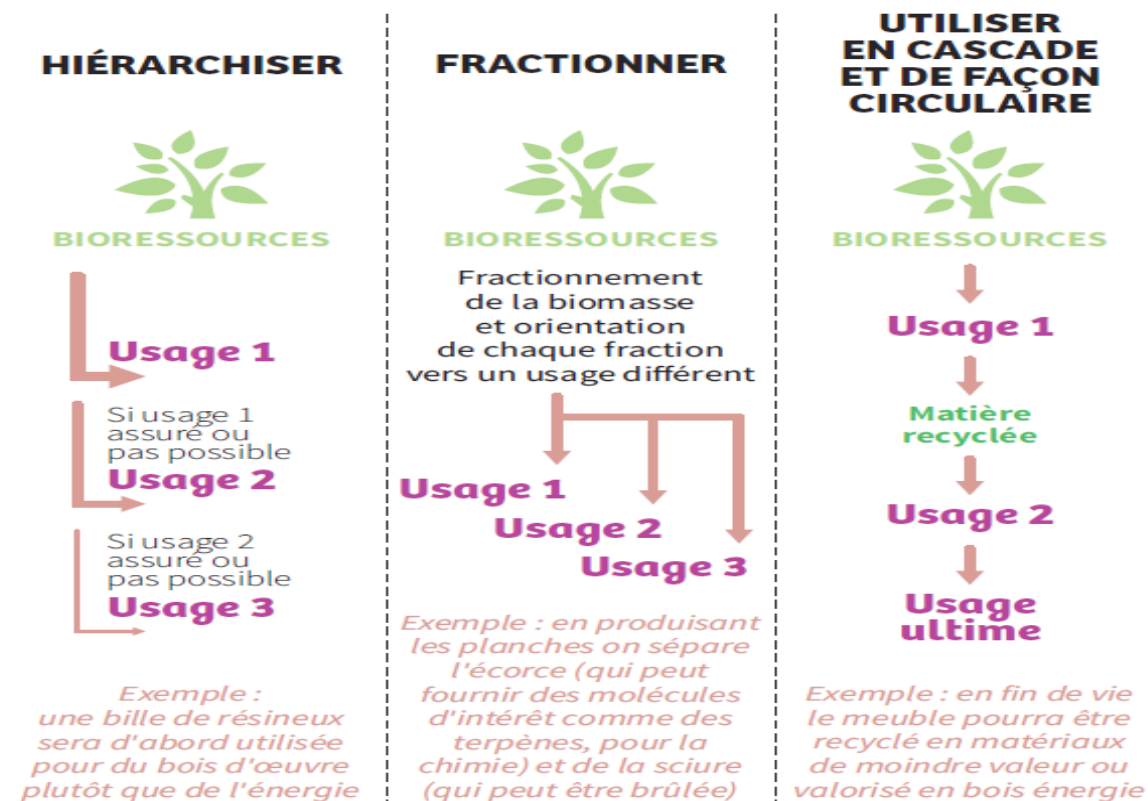 HIÉRARCHISER
BIORESSOURCES
Usage 1
Si usage 1
assuré ou
pas possible
Usage 2
Si usage 2
assuré ou
pas possible
Usage 3
Exemple :
une bille de résineux
sera d'abord utilisée
pour du bois d'œuvre
plutôt que de l'énergie
FRACTIONNER
BIORESSOURCES
Fractionnement
de la biomasse
et orientation
de chaque fraction
vers un usage différent
Usage 1
Usage 2
Usage 3
Exemple : en produisant
les planches on sépare
l'écorce (qui peut
fournir des molécules
d'intérêt comme des
terpènes, pour la
chimie) et de la sciure
(qui peut être brûlée)
UTILISER
EN CASCADE
ET DE FAÇON
CIRCULAIRE
BIORESSOURCES
Usage 1
Matière
recyclée
Usage 2
Usage
ultime
Exemple : en fin de vie
le meuble pourra être
recyclé en matériaux
de moindre valeur ou
valorisé en bois énergie